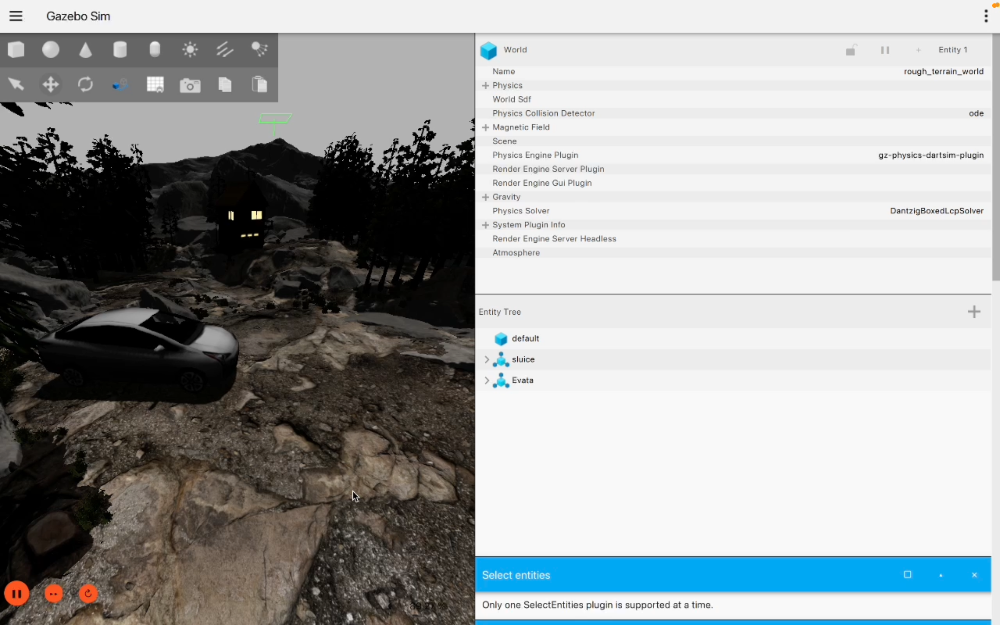 Gazebo Sim
World
Entity 1
Name rough_terrain_world
Physics
World Sdf
Physics Collision Detector ode
Magnetic Field
Scene
Physics Engine Plugin gz-physics-dartsim-plugin
Render Engine Server Plugin
Render Engine Gui Plugin
Gravity
Physics Solver DantzigBoxedLcpSolver
System Plugin Info
Render Engine Server Headless
Atmosphere
Entity Tree
default
sluice
Evata
Select entities
Only one SelectEntities plugin is supported at a time.